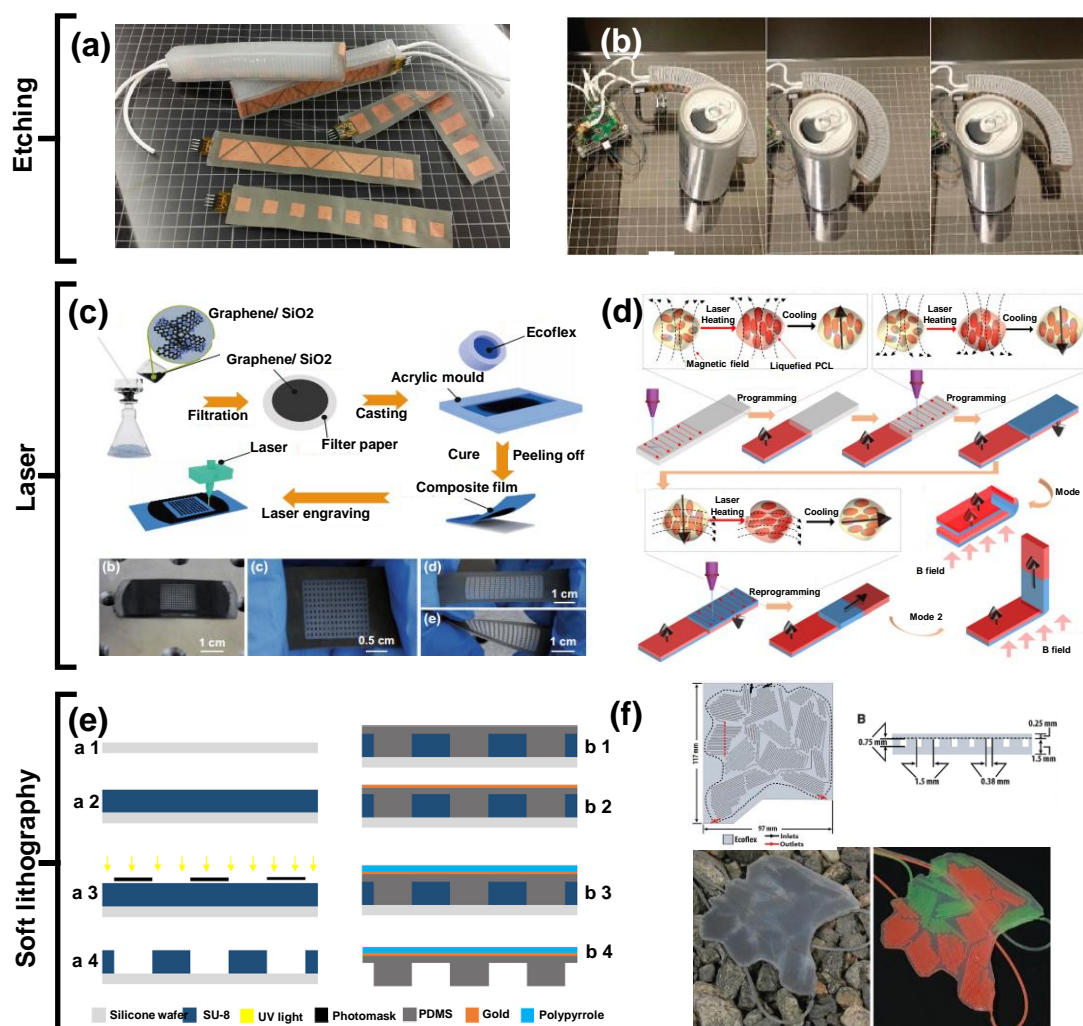 Etching
(a)
(b)
Laser
(c)
Graphene/ SiO2
Graphene/ SiO2
Filtration
Filter paper
Casting
Ecoflex
Acrylic mould
Cure
Peeling off
Composite film
Laser
Laser engraving
(b)
1 cm
(c)
0.5 cm
(d)
1 cm
(e)
1 cm
(d)
Laser
Heating
Cooling
Magnetic field
Liquefied PCL
Laser
Heating
Cooling
Programming
Programming
Laser
Heating
Cooling
Mode
B field
Reprogramming
Mode 2
B field
Soft lithography
(e)
a 1
a 2
a 3
a 4
b 1
b 2
b 3
b 4
Silicone wafer
SU-8
UV light
Photomask
PDMS
Gold
Polypyrrole
(f)
117 mm
97 mm
Ecoflex
Inlets
Outlets
B
0.25 mm
0.75 mm
1.5 mm
1.5 mm
0.38 mm